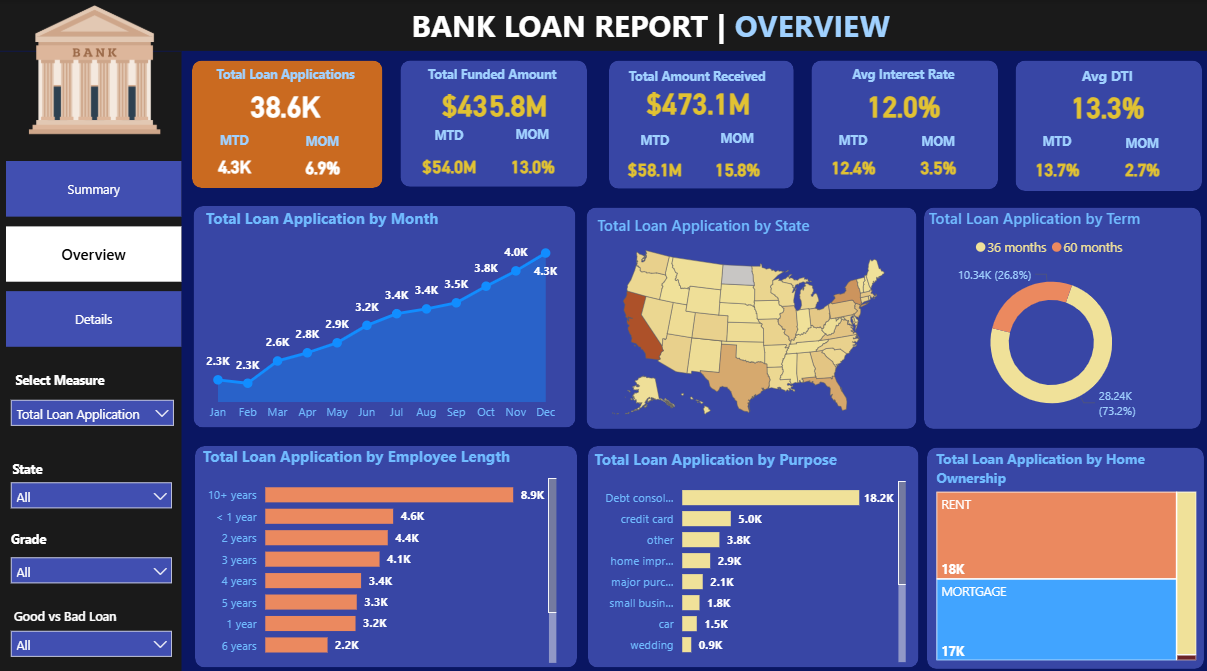 BANK LOAN REPORT | OVERVIEW
BANK
Summary
Overview
Details
Select Measure
Total Loan Application
State
All
Grade
All
Good vs Bad Loan
All
Total Loan Applications
38.6K
MTD MOM
4.3K 6.9%
Total Funded Amount
$435.8M
MTD MOM
$54.0M 13.0%
Total Amount Received
$473.1M
MTD MOM
$58.1M 15.8%
Avg Interest Rate
12.0%
MTD MOM
12.4% 3.5%
Avg DTI
13.3%
MTD MOM
13.7% 2.7%
Total Loan Application by Month
2.3K 2.3K 2.6K 2.8K 2.9K 3.2K 3.4K 3.4K 3.5K 3.8K 4.0K 4.3K
Jan Feb Mar Apr May Jun Jul Aug Sep Oct Nov Dec
Total Loan Application by State
Total Loan Application by Term
36 months 60 months
10.34K (26.8%)
28.24K
(73.2%)
Total Loan Application by Employee Length
10+ years 8.9K
< 1 year 4.6K
2 years 4.4K
3 years 4.1K
4 years 3.4K
5 years 3.3K
1 year 3.2K
6 years 2.2K
Total Loan Application by Purpose
Debt consol... 18.2K
credit card 5.0K
other 3.8K
home impr... 2.9K
major purc... 2.1K
small busin... 1.8K
car 1.5K
wedding 0.9K
Total Loan Application by Home
Ownership
RENT
18K
MORTGAGE
17K